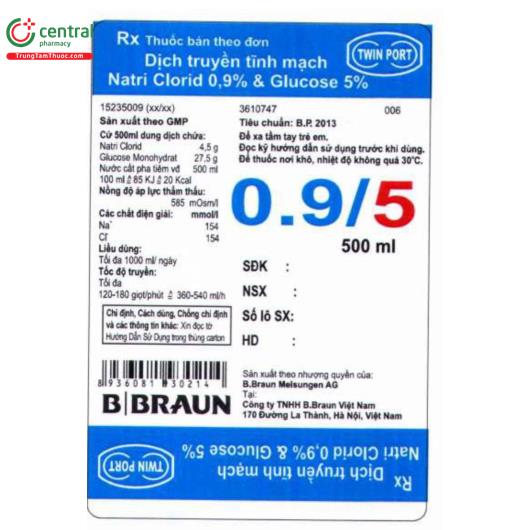 central
pharmacy
TrungTamThuoc.com
Rx Thuốc bán theo đơn
Dịch truyền tĩnh mạch
Natri Clorid 0,9% & Glucose 5%
TWIN PORT
15235009 (xx/xx)
3610747
006
Sản xuất theo GMP
Cứ 500ml dung dịch chứa:
Natri Clorid 4,5 g
Glucose Monohydrat 27,5 g
Nước cất pha tiêm vđ 500 ml
100 ml ≙ 85 KJ ≙ 20 Kcal
Nồng độ áp lực thẩm thấu:
585 mOsm/l
Các chất điện giải: mmol/l
Na⁺ 154
Cl⁻ 154
Liều dùng:
Tối đa 1000 ml/ ngày
Tốc độ truyền:
Tối đa
120-180 giọt/phút ≙ 360-540 ml/h
Chỉ định, Cách dùng, Chống chỉ định
và các thông tin khác: Xin đọc tờ
Hướng Dẫn Sử Dụng trong thùng carton
Tiêu chuẩn: B.P. 2013
Để xa tầm tay trẻ em.
Đọc kỹ hướng dẫn sử dụng trước khi dùng.
Để thuốc nơi khô, nhiệt độ không quá 30°C.
0.9/5
500 ml
SĐK :
NSX :
Số lô SX:
HD :
8 936081 730214
B|BRAUN
Sản xuất theo nhượng quyền của:
B.Braun Melsungen AG
Tại:
Công ty TNHH B.Braun Việt Nam
170 Đường La Thành, Hà Nội, Việt Nam
Rx
Dịch truyền tĩnh mạch
Natri Clorid 0,9% & Glucose 5%
TWIN PORT